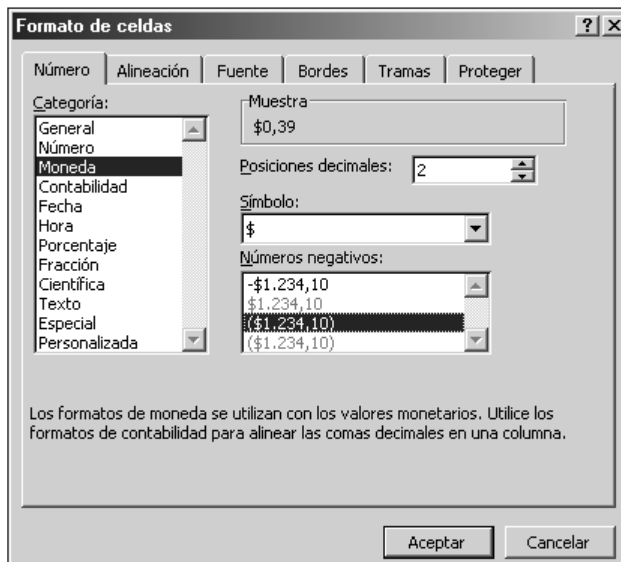 Formato de celdas
Número
Alineación
Fuente
Bordes
Tramas
Proteger
Categoría:
General
Número
Moneda
Contabilidad
Fecha
Hora
Porcentaje
Fracción
Científica
Texto
Especial
Personalizada
Muestra
$0,39
Posiciones decimales:
2
Símbolo:
$
Números negativos:
-$1.234,10
$1.234,10
($1.234,10)
($1.234,10)
Los formatos de moneda se utilizan con los valores monetarios. Utilice los
formatos de contabilidad para alinear las comas decimales en una columna.
Aceptar
Cancelar